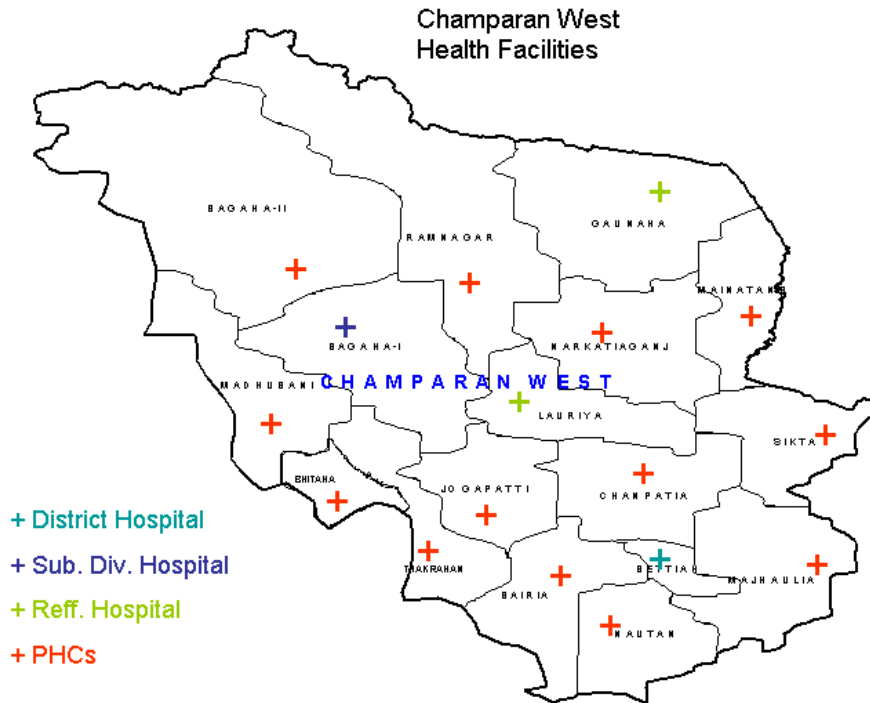 Champaran West
Health Facilities
BAGAHA-II
GAUNAHA
RAMNAGAR
MAINATAND
BAGAHA-I
NARKATIAGANJ
MADHUBANI
CHAMPARAN WEST
LAURIYA
SIKTA
BHITAHA
JOGAPATTI
CHANPATIA
THAKRAHAN
BETTIAH
MAJHAULIA
BAIRIA
NAUTAN
+ District Hospital
+ Sub. Div. Hospital
+ Reff. Hospital
+ PHCs